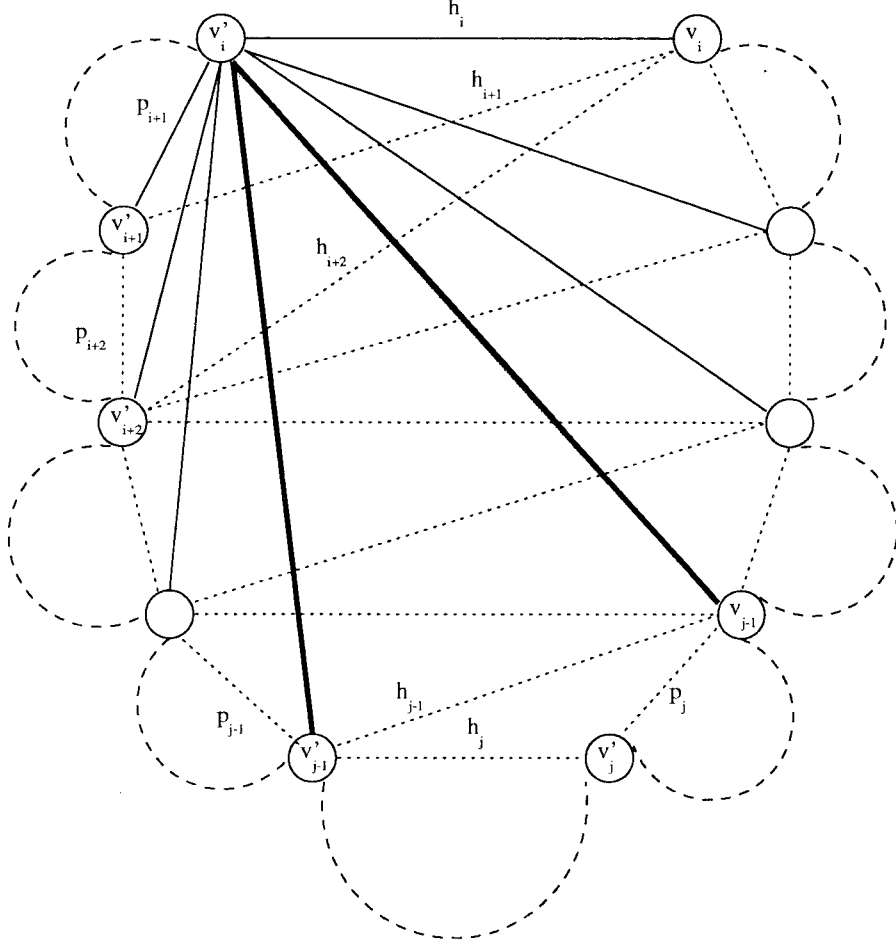 h_i
v'_i
v_i
h_{i+1}
p_{i+1}
v'_{i+1}
h_{i+2}
p_{i+2}
v'_{i+2}
v_{j-1}
h_{j-1}
p_j
p_{j-1}
h_j
v'_{j-1}
v'_j